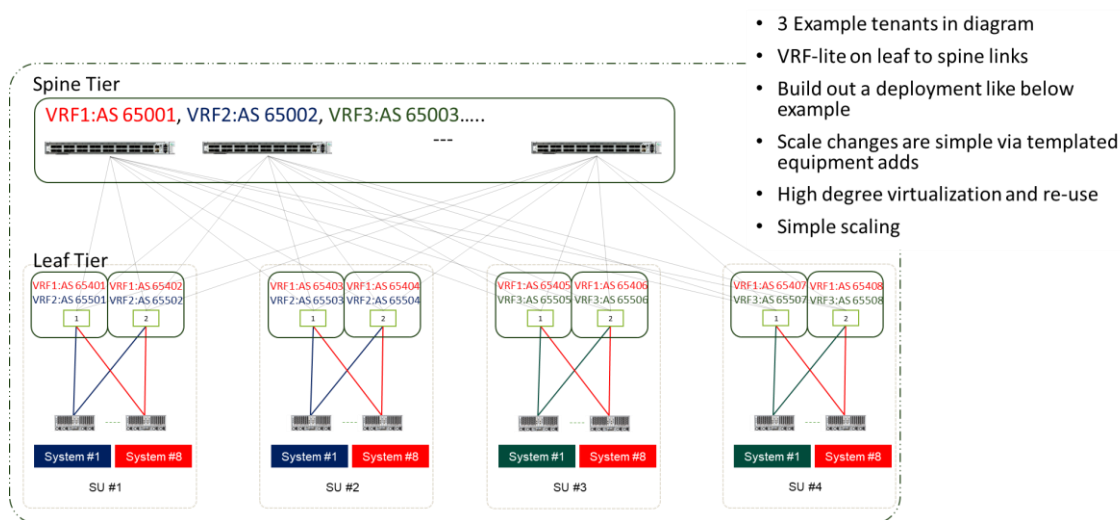 • 3 Example tenants in diagram
• VRF-lite on leaf to spine links
• Build out a deployment like below
example
• Scale changes are simple via templated
equipment adds
• High degree virtualization and re-use
• Simple scaling
Spine Tier
VRF1:AS 65001, VRF2:AS 65002, VRF3:AS 65003.....
---
Leaf Tier
VRF1:AS 65401
VRF2:AS 65501
1
VRF1:AS 65402
VRF2:AS 65502
2
VRF1:AS 65403
VRF2:AS 65503
1
VRF1:AS 65404
VRF2:AS 65504
2
VRF1:AS 65405
VRF3:AS 65505
1
VRF1:AS 65406
VRF3:AS 65506
2
VRF1:AS 65407
VRF3:AS 65507
1
VRF1:AS 65408
VRF3:AS 65508
2
System #1
System #8
SU #1
System #1
System #8
SU #2
System #1
System #8
SU #3
System #1
System #8
SU #4